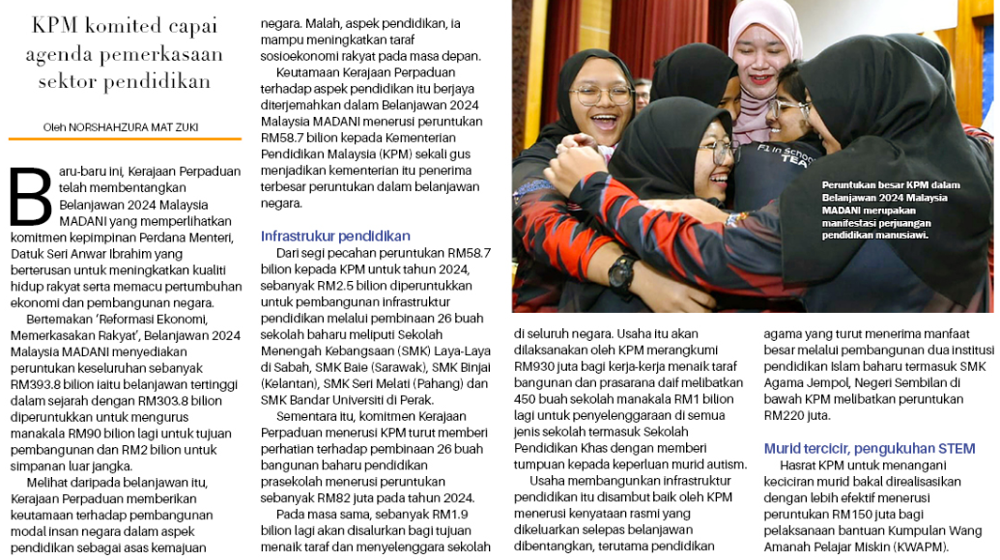 KPM komited capai
agenda pemerkasaan
sektor pendidikan
Oleh NORSHAHZURA MAT ZUKI
Baru-baru ini, Kerajaan Perpaduan
telah membentangkan
Belanjawan 2024 Malaysia
MADANI yang memperlihatkan
komitmen kepimpinan Perdana Menteri,
Datuk Seri Anwar Ibrahim yang
berterusan untuk meningkatkan kualiti
hidup rakyat serta memacu pertumbuhan
ekonomi dan pembangunan negara.
Bertemakan ‘Reformasi Ekonomi,
Memerkasakan Rakyat’, Belanjawan 2024
Malaysia MADANI menyediakan
peruntukan keseluruhan sebanyak
RM393.8 bilion iaitu belanjawan tertinggi
dalam sejarah dengan RM303.8 bilion
diperuntukkan untuk mengurus
manakala RM90 bilion lagi untuk tujuan
pembangunan dan RM2 bilion untuk
simpanan luar jangka.
Melihat daripada belanjawan itu,
Kerajaan Perpaduan memberikan
keutamaan terhadap pembangunan
modal insan negara dalam aspek
pendidikan sebagai asas kemajuan
negara. Malah, aspek pendidikan, ia
mampu meningkatkan taraf
sosioekonomi rakyat pada masa depan.
Keutamaan Kerajaan Perpaduan
terhadap aspek pendidikan itu berjaya
diterjemahkan dalam Belanjawan 2024
Malaysia MADANI menerusi peruntukan
RM58.7 bilion kepada Kementerian
Pendidikan Malaysia (KPM) sekali gus
menjadikan kementerian itu penerima
terbesar peruntukan dalam belanjawan
negara.
Infrastrukur pendidikan
Dari segi pecahan peruntukan RM58.7
bilion kepada KPM untuk tahun 2024,
sebanyak RM2.5 bilion diperuntukkan
untuk pembangunan infrastruktur
pendidikan melalui pembinaan 26 buah
sekolah baharu meliputi Sekolah
Menengah Kebangsaan (SMK) Laya-Laya
di Sabah, SMK Baie (Sarawak), SMK Binjai
(Kelantan), SMK Seri Melati (Pahang) dan
SMK Bandar Universiti di Perak.
Sementara itu, komitmen Kerajaan
Perpaduan menerusi KPM turut memberi
perhatian terhadap pembinaan 26 buah
bangunan baharu pendidikan
prasekolah menerusi peruntukan
sebanyak RM82 juta pada tahun 2024.
Pada masa sama, sebanyak RM1.9
bilion lagi akan disalurkan bagi tujuan
menaik taraf dan menyelenggara sekolah
F1 in School
TEA
Peruntukan besar KPM dalam
Belanjawan 2024 Malaysia
MADANI merupakan
manifestasi perjuangan
pendidikan manusiawi.
di seluruh negara. Usaha itu akan
dilaksanakan oleh KPM merangkumi
RM930 juta bagi kerja-kerja menaik taraf
bangunan dan prasarana daif melibatkan
450 buah sekolah manakala RM1 bilion
lagi untuk penyelenggaraan di semua
jenis sekolah termasuk Sekolah
Pendidikan Khas dengan memberi
tumpuan kepada keperluan murid autism.
Usaha membangunkan infrastruktur
pendidikan itu disambut baik oleh KPM
menerusi kenyataan rasmi yang
dikeluarkan selepas belanjawan
dibentangkan, terutama pendidikan
agama yang turut menerima manfaat
besar melalui pembangunan dua institusi
pendidikan Islam baharu termasuk SMK
Agama Jempol, Negeri Sembilan di
bawah KPM melibatkan peruntukan
RM220 juta.
Murid tercicir, pengukuhan STEM
Hasrat KPM untuk menangani
keciciran murid bakal direalisasikan
dengan lebih efektif menerusi
peruntukan RM150 juta bagi
pelaksanaan bantuan Kumpulan Wang
Amanah Pelajar Miskin (KWAPM).